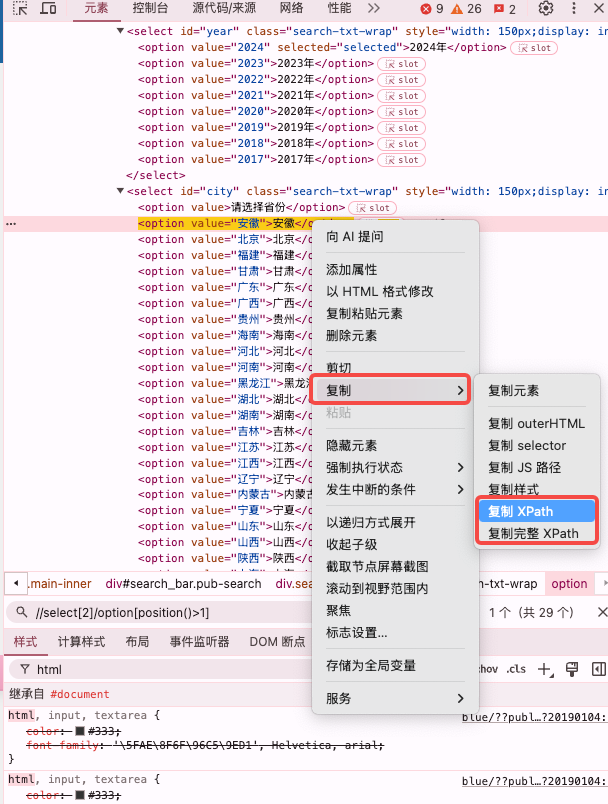 元素 控制台 源代码/来源 网络 性能 >> 9 26 2
<select id="year" class="search-txt-wrap" style="width: 150px;display: in
<option value="2024" selected="selected">2024年</option> slot
<option value="2023">2023年</option> slot
<option value="2022">2022年</option> slot
<option value="2021">2021年</option> slot
<option value="2020">2020年</option> slot
<option value="2019">2019年</option> slot
<option value="2018">2018年</option> slot
<option value="2017">2017年</option> slot
</select>
<select id="city" class="search-txt-wrap" style="width: 150px;display: in
<option value>请选择省份</option> slot
<option value="安徽">安徽</
<option value="北京">北京</
<option value="福建">福建</
<option value="甘肃">甘肃</
<option value="广东">广东</
<option value="广西">广西</
<option value="贵州">贵州</
<option value="海南">海南</
<option value="河北">河北</
<option value="河南">河南</
<option value="黑龙江">黑龙
<option value="湖北">湖北</
<option value="湖南">湖南</
<option value="吉林">吉林</
<option value="江苏">江苏</
<option value="江西">江西</
<option value="辽宁">辽宁</
<option value="内蒙古">内蒙古
<option value="宁夏">宁夏</
<option value="山东">山东</
<option value="山西">山西</
<option value="陕西">陕西</
向 AI 提问
添加属性
以 HTML 格式修改
复制粘贴元素
删除元素
剪切
复制
粘贴
隐藏元素
强制执行状态
发生中断的条件
以递归方式展开
收起子级
截取节点屏幕截图
滚动到视野范围内
聚焦
标志设置...
存储为全局变量
服务
复制元素
复制 outerHTML
复制 selector
复制 JS 路径
复制样式
复制 XPath
复制完整 XPath
.main-inner div#search_bar.pub-search div.sea ch-txt-wrap option
//select[2]/option[position()>1] 1 个（共 29 个）
样式 计算样式 布局 事件监听器 DOM 断点
html :hov .cls
继承自 #document
html, input, textarea { blue/??publ…?20190104:
color: #333;
font-family: '\5FAE\8F6F\96C5\9ED1', Helvetica, arial;
}
html, input, textarea { blue/??publ…?20190104:
color: #333;